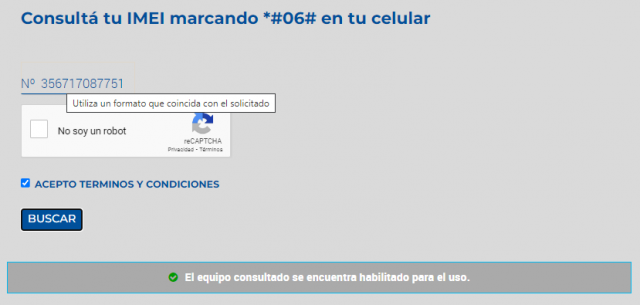 Consultá tu IMEI marcando *#06# en tu celular
Nº 356717087751
Utiliza un formato que coincida con el solicitado
No soy un robot
reCAPTCHA
Privacidad - Términos
ACEPTO TERMINOS Y CONDICIONES
BUSCAR
El equipo consultado se encuentra habilitado para el uso.